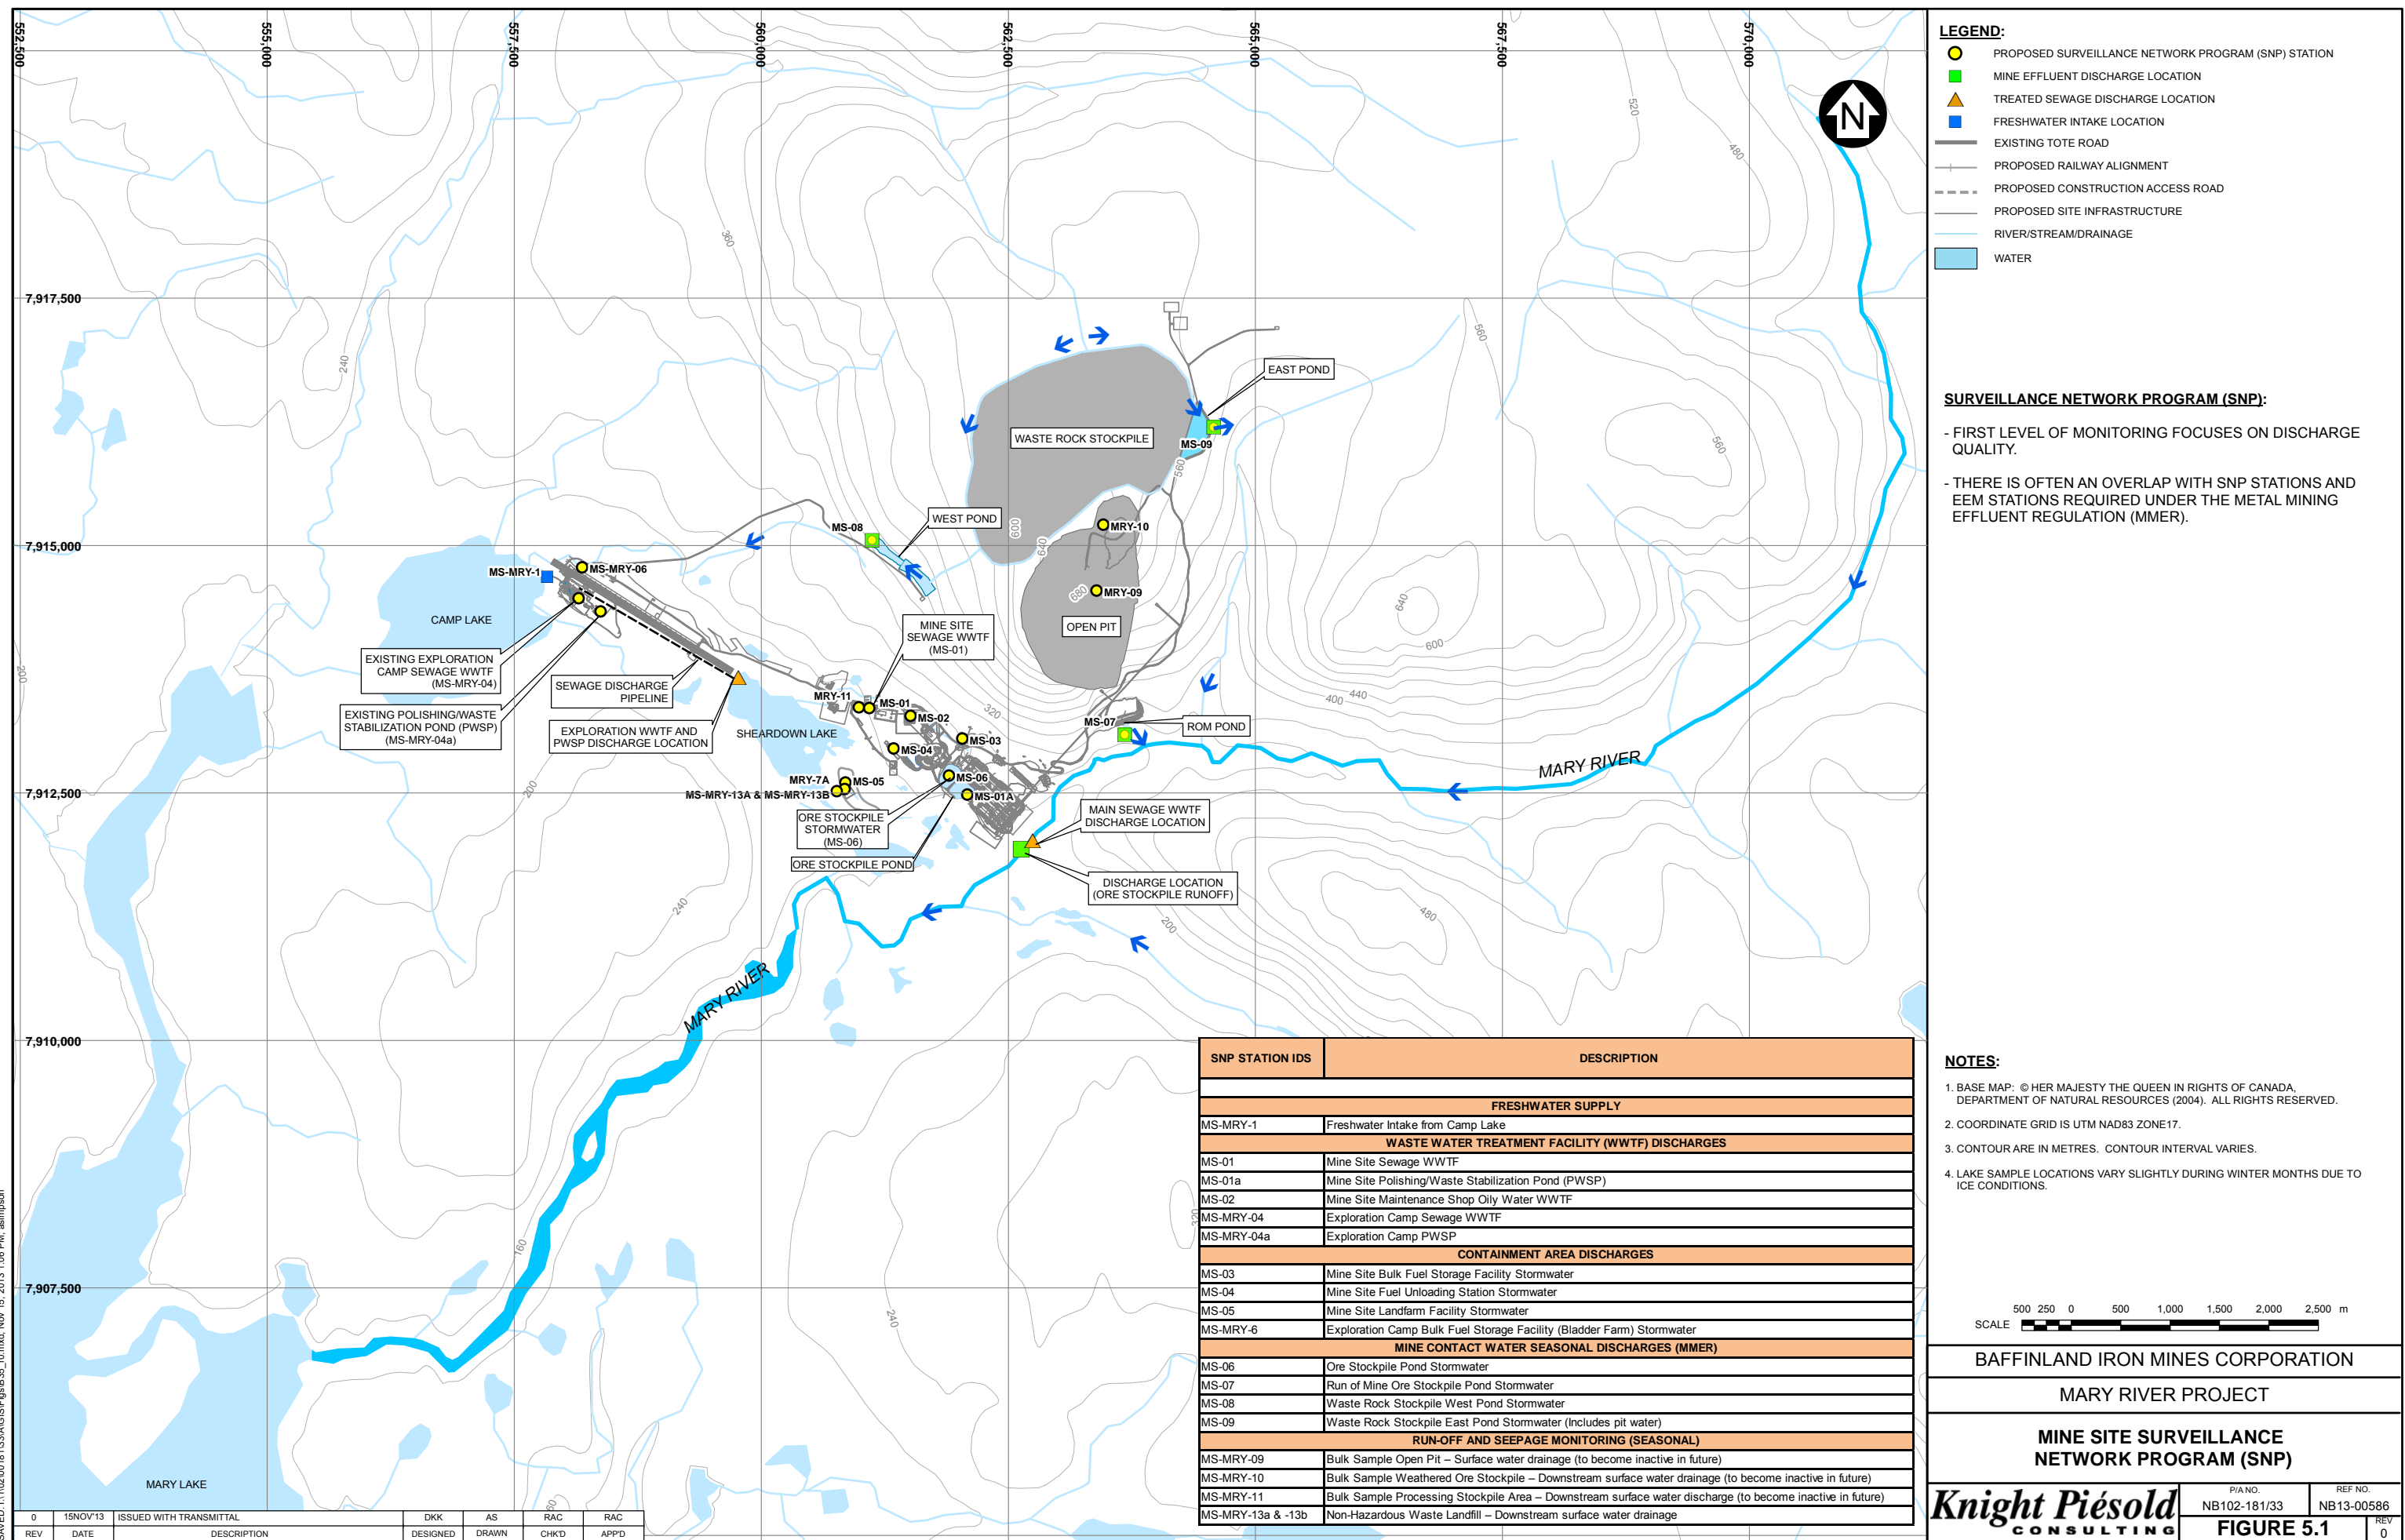 552,500
555,000
557,500
560,000
562,500
565,000
567,500
570,000
7,917,500
7,915,000
7,912,500
7,910,000
7,907,500
520
480
360
240
560
560
560
600
640
680
640
600
440
400
320
200
200
240
480
200
160
320
240
160
EAST POND
WASTE ROCK STOCKPILE
MS-09
WEST POND
MS-08
MRY-10
MRY-09
OPEN PIT
MS-MRY-1
MS-MRY-06
CAMP LAKE
MINE SITE
SEWAGE WWTF
(MS-01)
EXISTING EXPLORATION
CAMP SEWAGE WWTF
(MS-MRY-04)
SEWAGE DISCHARGE
PIPELINE
EXISTING POLISHING/WASTE
STABILIZATION POND (PWSP)
(MS-MRY-04a)
EXPLORATION WWTF AND
PWSP DISCHARGE LOCATION
SHEARDOWN LAKE
MRY-11
MS-01
MS-02
MS-03
MS-04
MS-07
ROM POND
MRY-7A
MS-05
MS-06
MS-MRY-13A & MS-MRY-13B
MS-01A
MARY RIVER
ORE STOCKPILE
STORMWATER
(MS-06)
ORE STOCKPILE POND
MAIN SEWAGE WWTF
DISCHARGE LOCATION
DISCHARGE LOCATION
(ORE STOCKPILE RUNOFF)
MARY RIVER
MARY LAKE
SNP STATION IDS DESCRIPTION
FRESHWATER SUPPLY
MS-MRY-1 Freshwater Intake from Camp Lake
WASTE WATER TREATMENT FACILITY (WWTF) DISCHARGES
MS-01 Mine Site Sewage WWTF
MS-01a Mine Site Polishing/Waste Stabilization Pond (PWSP)
MS-02 Mine Site Maintenance Shop Oily Water WWTF
MS-MRY-04 Exploration Camp Sewage WWTF
MS-MRY-04a Exploration Camp PWSP
CONTAINMENT AREA DISCHARGES
MS-03 Mine Site Bulk Fuel Storage Facility Stormwater
MS-04 Mine Site Fuel Unloading Station Stormwater
MS-05 Mine Site Landfarm Facility Stormwater
MS-MRY-6 Exploration Camp Bulk Fuel Storage Facility (Bladder Farm) Stormwater
MINE CONTACT WATER SEASONAL DISCHARGES (MMER)
MS-06 Ore Stockpile Pond Stormwater
MS-07 Run of Mine Ore Stockpile Pond Stormwater
MS-08 Waste Rock Stockpile West Pond Stormwater
MS-09 Waste Rock Stockpile East Pond Stormwater (Includes pit water)
RUN-OFF AND SEEPAGE MONITORING (SEASONAL)
MS-MRY-09 Bulk Sample Open Pit – Surface water drainage (to become inactive in future)
MS-MRY-10 Bulk Sample Weathered Ore Stockpile – Downstream surface water drainage (to become inactive in future)
MS-MRY-11 Bulk Sample Processing Stockpile Area – Downstream surface water discharge (to become inactive in future)
MS-MRY-13a & -13b Non-Hazardous Waste Landfill – Downstream surface water drainage
0 15NOV'13 ISSUED WITH TRANSMITTAL DKK AS RAC RAC
REV DATE DESCRIPTION DESIGNED DRAWN CHK'D APP'D
LEGEND:
PROPOSED SURVEILLANCE NETWORK PROGRAM (SNP) STATION
MINE EFFLUENT DISCHARGE LOCATION
TREATED SEWAGE DISCHARGE LOCATION
FRESHWATER INTAKE LOCATION
EXISTING TOTE ROAD
PROPOSED RAILWAY ALIGNMENT
PROPOSED CONSTRUCTION ACCESS ROAD
PROPOSED SITE INFRASTRUCTURE
RIVER/STREAM/DRAINAGE
WATER
N
SURVEILLANCE NETWORK PROGRAM (SNP):
- FIRST LEVEL OF MONITORING FOCUSES ON DISCHARGE
QUALITY.
- THERE IS OFTEN AN OVERLAP WITH SNP STATIONS AND
EEM STATIONS REQUIRED UNDER THE METAL MINING
EFFLUENT REGULATION (MMER).
NOTES:
1. BASE MAP: © HER MAJESTY THE QUEEN IN RIGHTS OF CANADA,
DEPARTMENT OF NATURAL RESOURCES (2004). ALL RIGHTS RESERVED.
2. COORDINATE GRID IS UTM NAD83 ZONE17.
3. CONTOUR ARE IN METRES. CONTOUR INTERVAL VARIES.
4. LAKE SAMPLE LOCATIONS VARY SLIGHTLY DURING WINTER MONTHS DUE TO
ICE CONDITIONS.
500 250 0 500 1,000 1,500 2,000 2,500 m
SCALE
BAFFINLAND IRON MINES CORPORATION
MARY RIVER PROJECT
MINE SITE SURVEILLANCE
NETWORK PROGRAM (SNP)
Knight Piésold
CONSULTING
P/A NO.
NB102-181/33
REF NO.
NB13-00586
FIGURE 5.1
REV
0